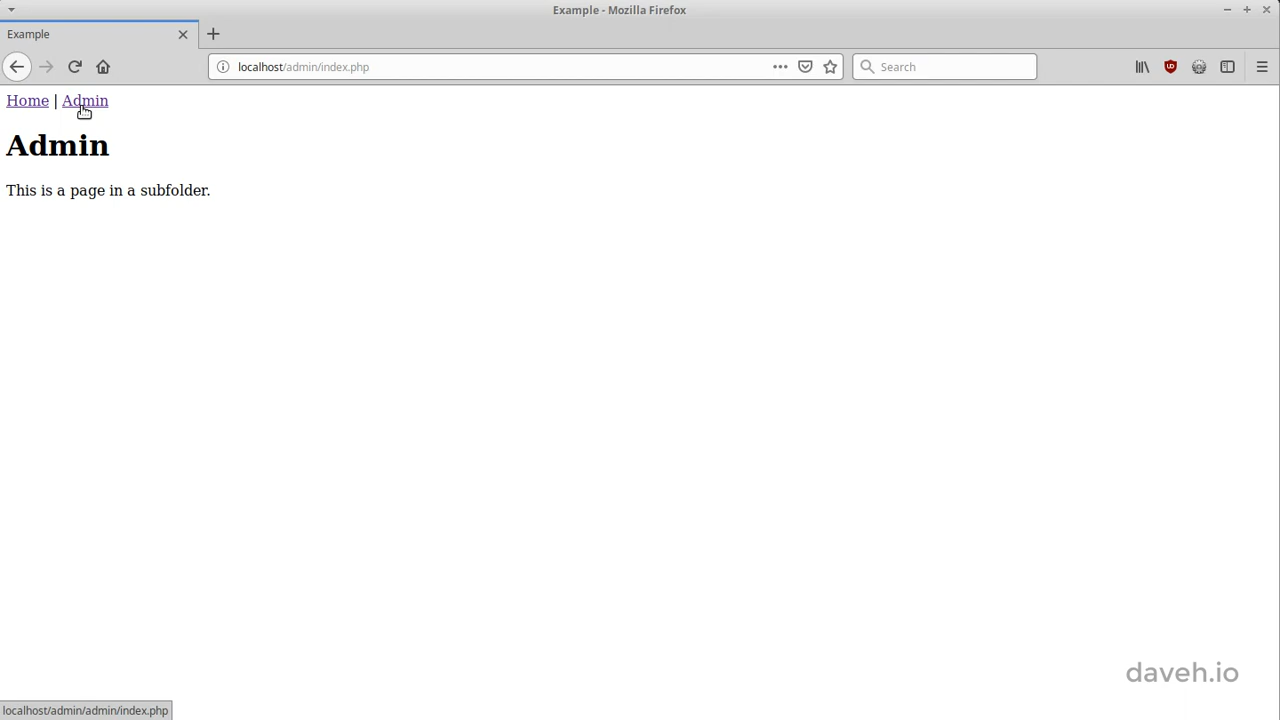 Example - Mozilla Firefox
Example
localhost/admin/index.php
Search
Home | Admin
Admin
This is a page in a subfolder.
daveh.io
localhost/admin/admin/index.php